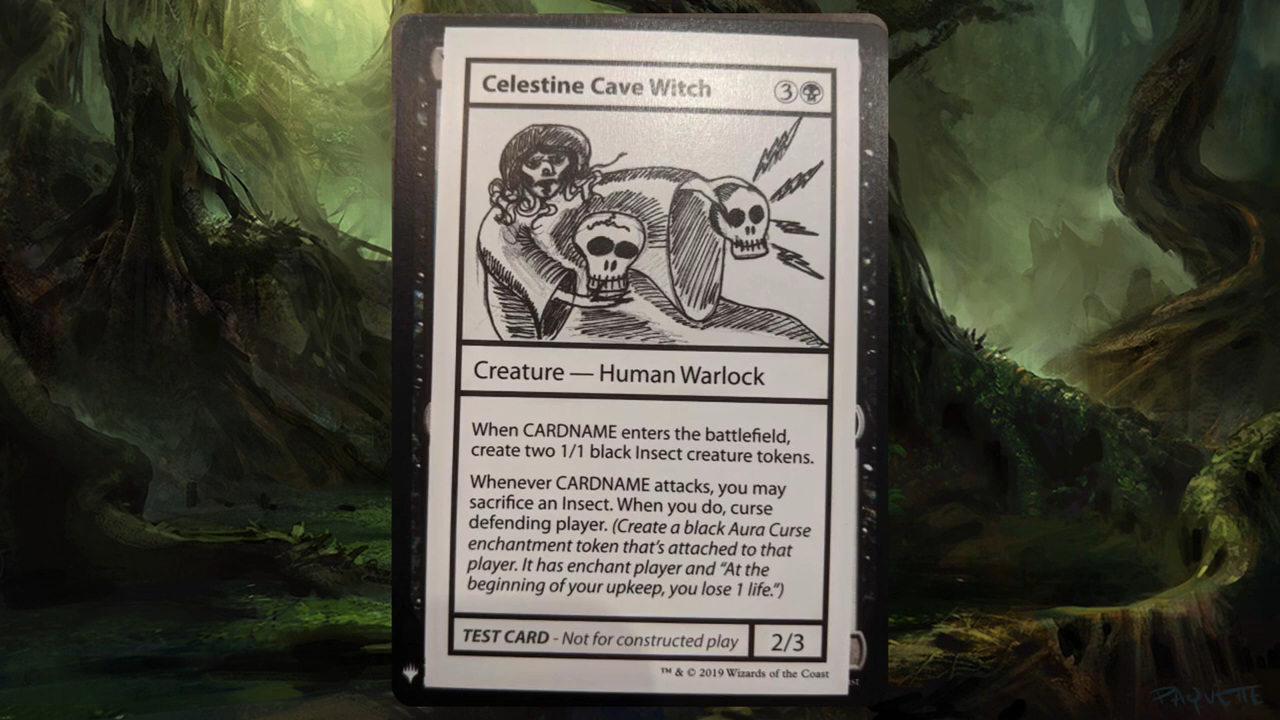 Celestine Cave Witch 3
Creature — Human Warlock
When CARDNAME enters the battlefield,
create two 1/1 black Insect creature tokens.
Whenever CARDNAME attacks, you may
sacrifice an Insect. When you do, curse
defending player. (Create a black Aura Curse
enchantment token that's attached to that
player. It has enchant player and “At the
beginning of your upkeep, you lose 1 life.”)
TEST CARD - Not for constructed play 2/3
™ & © 2019 Wizards of the Coast
st
PAQUETTE